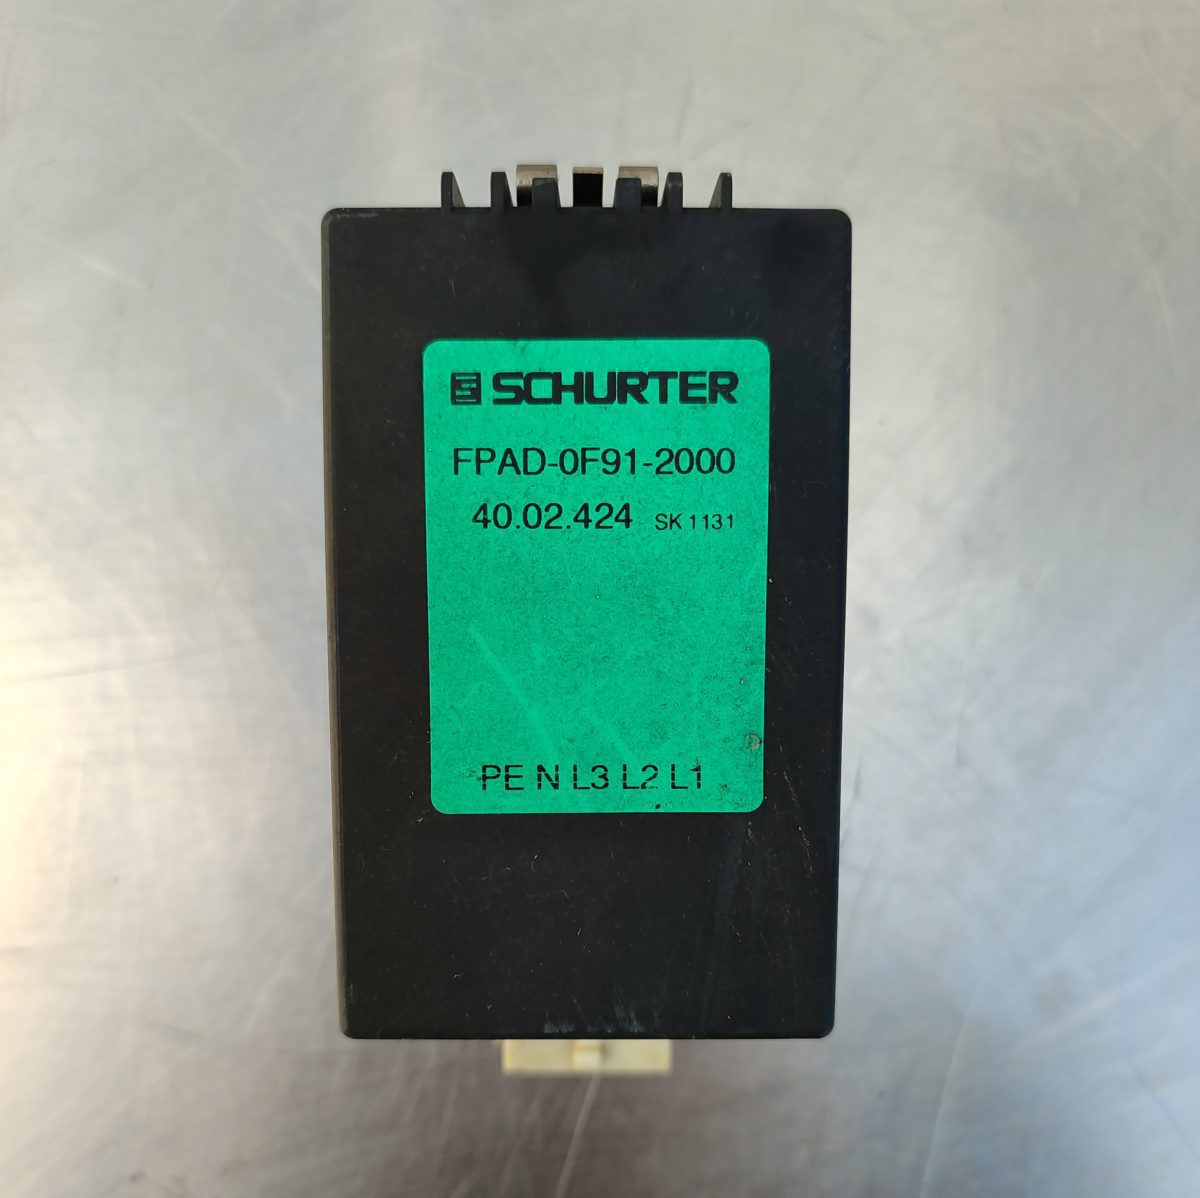 SCHURTER
FPAD-0F91-2000
40.02.424 SK 1131
PE N L3 L2 L1